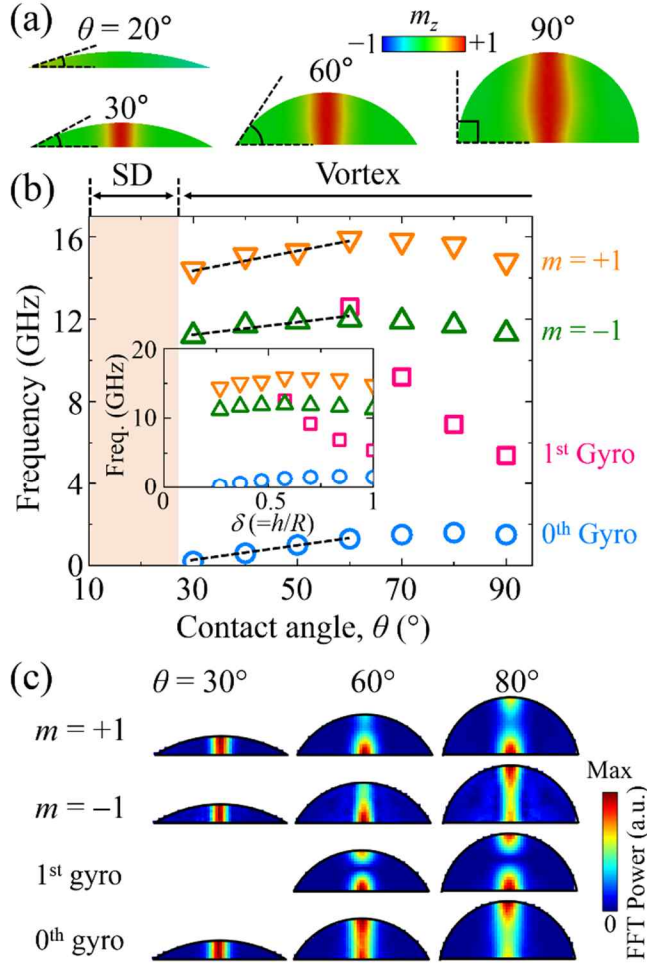 (a)
θ = 20°
m_z
−1 +1
90°
60°
30°
(b)
SD Vortex
16
12
8
4
0
Frequency (GHz)
m = +1
m = −1
1st Gyro
0th Gyro
20
10
0
Freq. (GHz)
0 0.5 1
δ (=h/R)
10 30 50 70 90
Contact angle, θ (°)
(c)
θ = 30° 60° 80°
m = +1
m = −1
1st gyro
0th gyro
Max
0
FFT Power (a.u.)